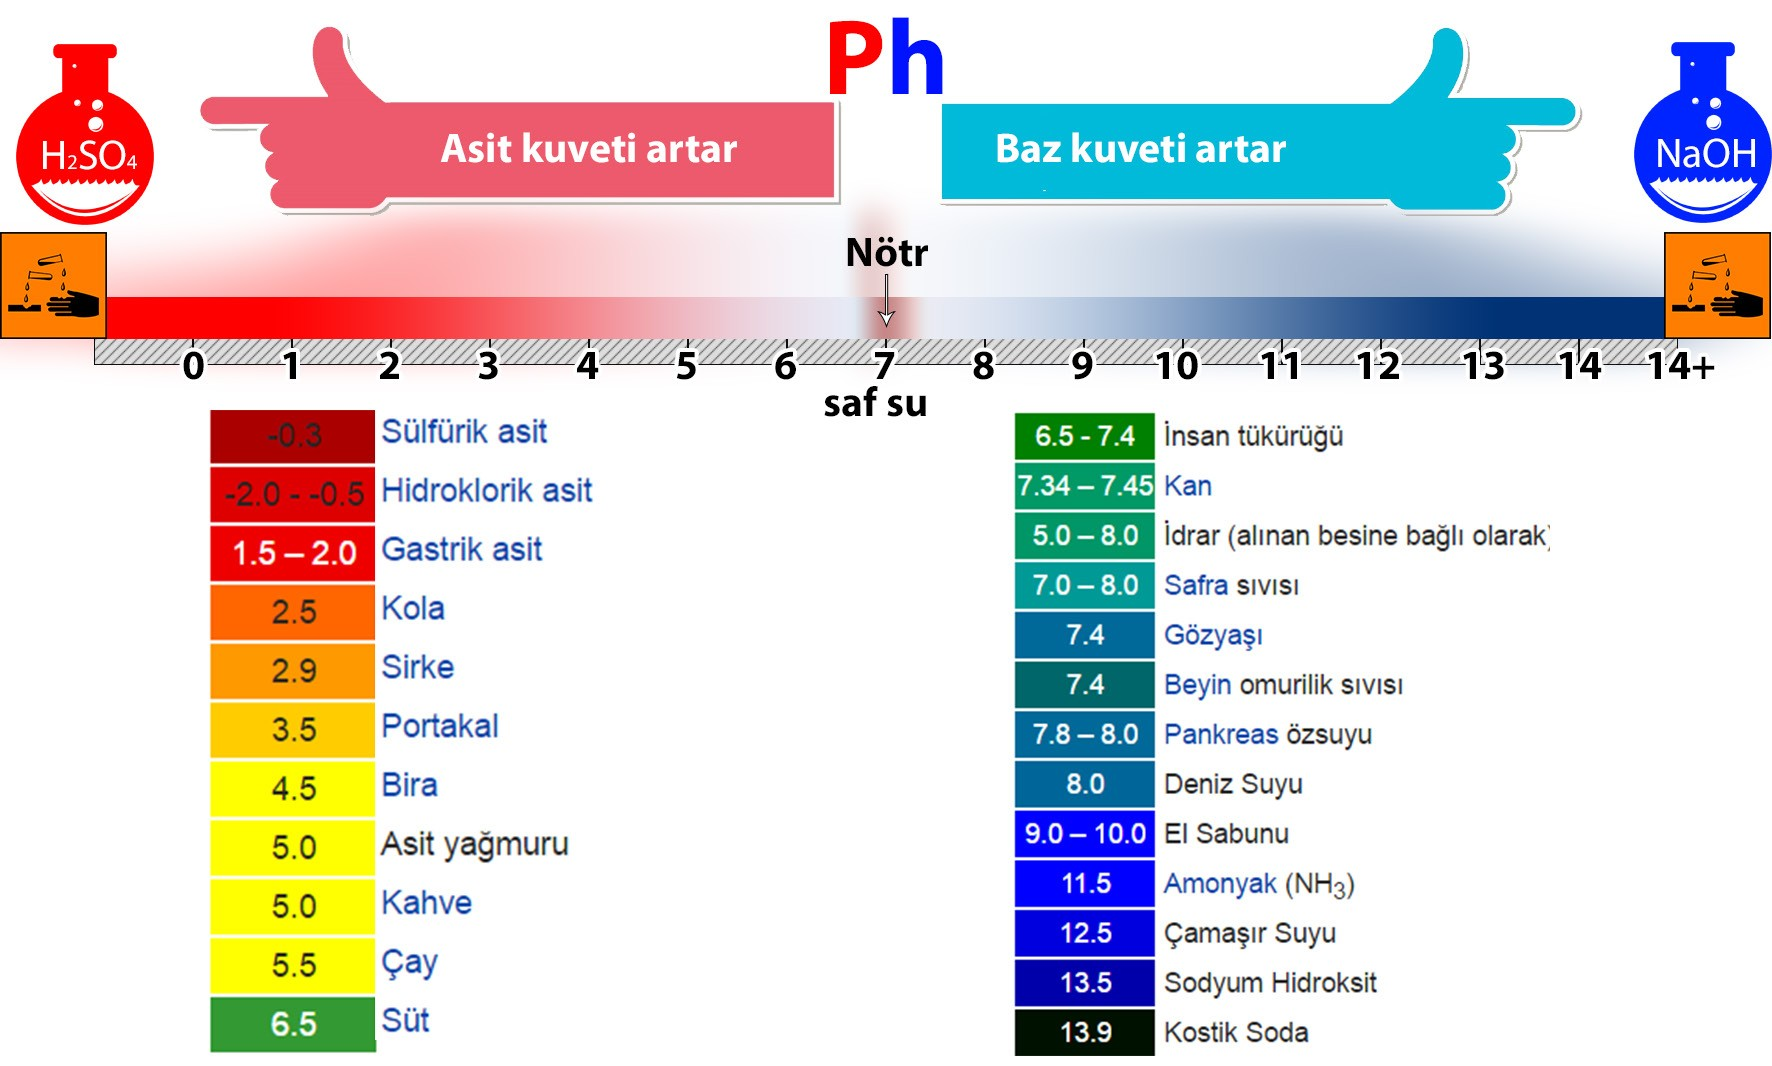 Ph
H₂SO₄
Asit kuveti artar
Baz kuveti artar
NaOH
Nötr
0 1 2 3 4 5 6 7 8 9 10 11 12 13 14 14+
saf su
-0.3 Sülfürik asit
-2.0 - -0.5 Hidroklorik asit
1.5 – 2.0 Gastrik asit
2.5 Kola
2.9 Sirke
3.5 Portakal
4.5 Bira
5.0 Asit yağmuru
5.0 Kahve
5.5 Çay
6.5 Süt
6.5 - 7.4 İnsan tükürüğü
7.34 – 7.45 Kan
5.0 – 8.0 İdrar (alınan besine bağlı olarak)
7.0 – 8.0 Safra sıvısı
7.4 Gözyaşı
7.4 Beyin omurilik sıvısı
7.8 – 8.0 Pankreas özsuyu
8.0 Deniz Suyu
9.0 – 10.0 El Sabunu
11.5 Amonyak (NH₃)
12.5 Çamaşır Suyu
13.5 Sodyum Hidroksit
13.9 Kostik Soda